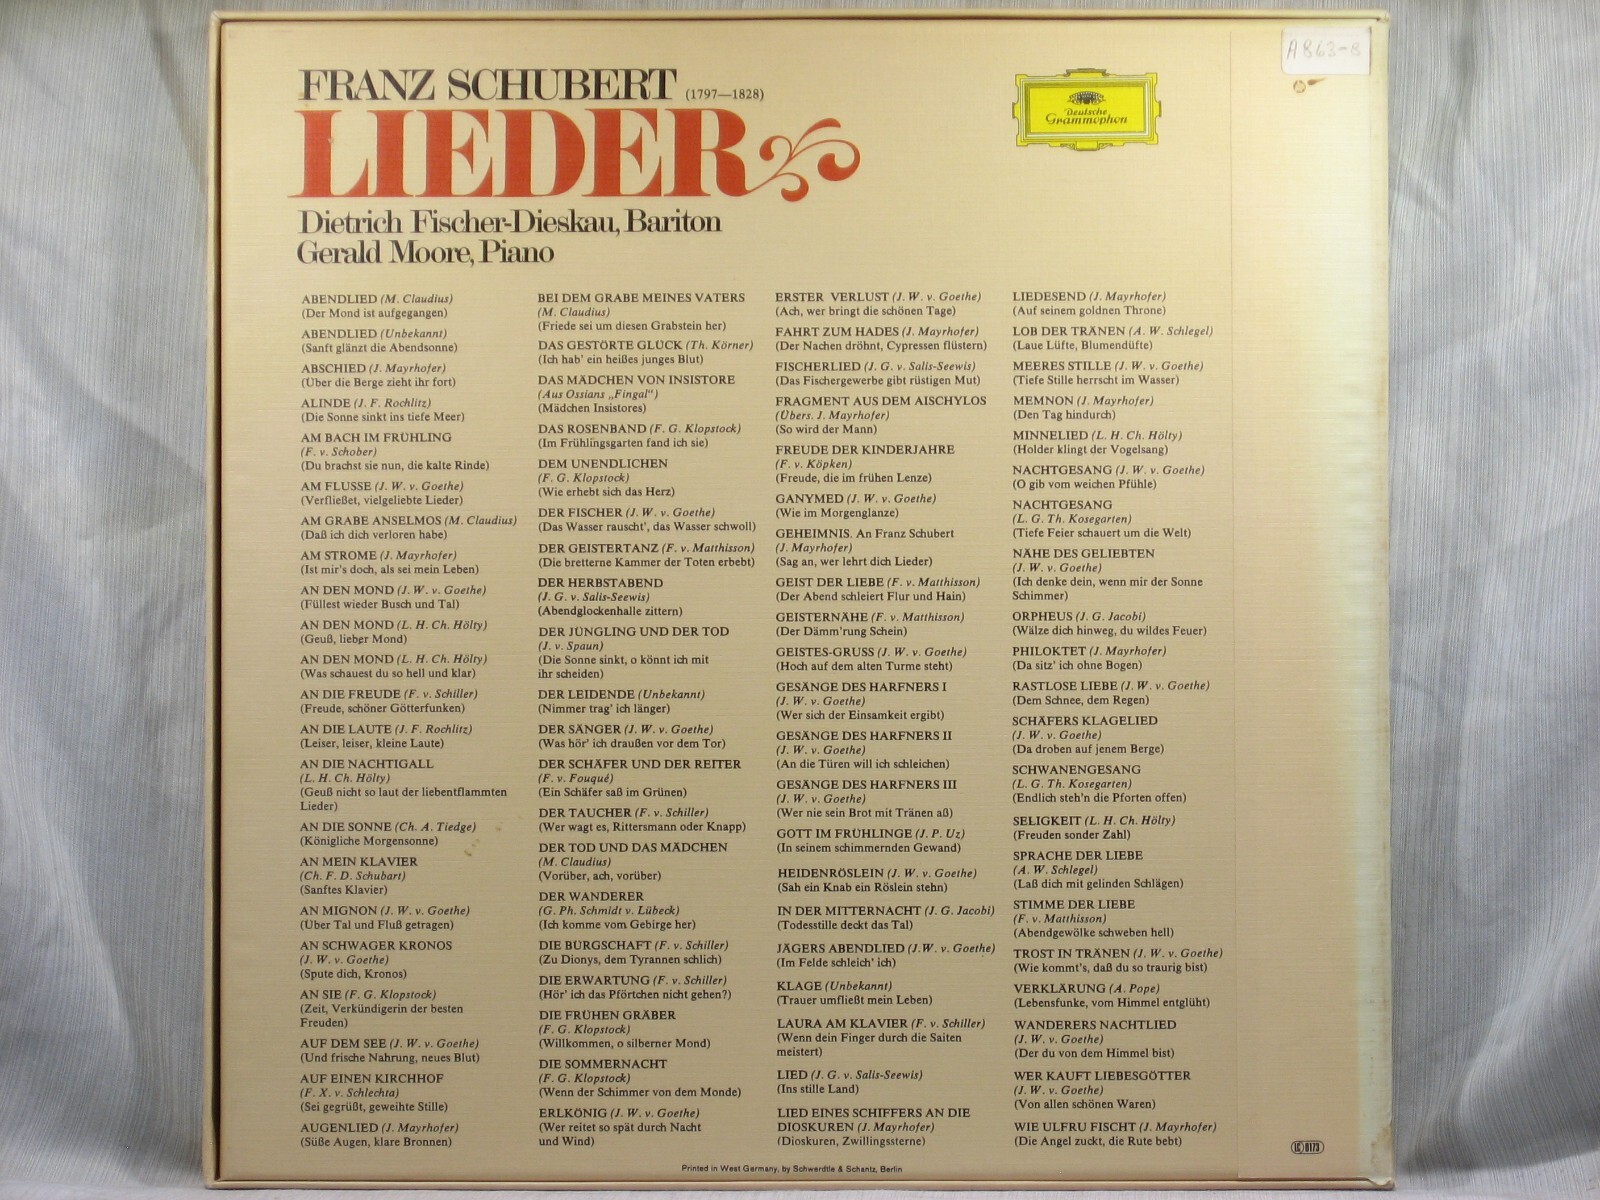 A863-8
FRANZ SCHUBERT (1797—1828)
LIEDER
Deutsche
Grammophon
Dietrich Fischer-Dieskau, Bariton
Gerald Moore, Piano
ABENDLIED (M. Claudius)
(Der Mond ist aufgegangen)
ABENDLIED (Unbekannt)
(Sanft glänzt die Abendsonne)
ABSCHIED (J. Mayrhofer)
(Über die Berge zieht ihr fort)
ALINDE (J. F. Rochlitz)
(Die Sonne sinkt ins tiefe Meer)
AM BACH IM FRÜHLING
(F. v. Schober)
(Du brachst sie nun, die kalte Rinde)
AM FLUSSE (J. W. v. Goethe)
(Verfließet, vielgeliebte Lieder)
AM GRABE ANSELMOS (M. Claudius)
(Daß ich dich verloren habe)
AM STROME (J. Mayrhofer)
(Ist mir's doch, als sei mein Leben)
AN DEN MOND (J. W. v. Goethe)
(Füllest wieder Busch und Tal)
AN DEN MOND (L. H. Ch. Hölty)
(Geuß, lieber Mond)
AN DEN MOND (L. H. Ch. Hölty)
(Was schauest du so hell und klar)
AN DIE FREUDE (F. v. Schiller)
(Freude, schöner Götterfunken)
AN DIE LAUTE (J. F. Rochlitz)
(Leiser, leiser, kleine Laute)
AN DIE NACHTIGALL
(L. H. Ch. Hölty)
(Geuß nicht so laut der liebentflammten
Lieder)
AN DIE SONNE (Ch. A. Tiedge)
(Königliche Morgensonne)
AN MEIN KLAVIER
(Ch. F. D. Schubart)
(Sanftes Klavier)
AN MIGNON (J. W. v. Goethe)
(Über Tal und Fluß getragen)
AN SCHWAGER KRONOS
(J. W. v. Goethe)
(Spute dich, Kronos)
AN SIE (F. G. Klopstock)
(Zeit, Verkündigerin der besten
Freuden)
AUF DEM SEE (J. W. v. Goethe)
(Und frische Nahrung, neues Blut)
AUF EINEN KIRCHHOF
(F. X. v. Schlechta)
(Sei gegrüßt, geweihte Stille)
AUGENLIED (J. Mayrhofer)
(Süße Augen, klare Bronnen)
BEI DEM GRABE MEINES VATERS
(M. Claudius)
(Friede sei um diesen Grabstein her)
DAS GESTÖRTE GLÜCK (Th. Körner)
(Ich hab' ein heißes junges Blut)
DAS MÄDCHEN VON INISTORE
(Aus Ossians „Fingal“)
(Mädchen Insistores)
DAS ROSENBAND (F. G. Klopstock)
(Im Frühlingsgarten fand ich sie)
DEM UNENDLICHEN
(F. G. Klopstock)
(Wie erhebt sich das Herz)
DER FISCHER (J. W. v. Goethe)
(Das Wasser rauscht', das Wasser schwoll)
DER GEISTERTANZ (F. v. Matthisson)
(Die bretterne Kammer der Toten erbebt)
DER HERBSTABEND
(J. G. v. Salis-Seewis)
(Abendglockenhalle zittern)
DER JÜNGLING UND DER TOD
(J. v. Spaun)
(Die Sonne sinkt, o könnt ich mit
ihr scheiden)
DER LEIDENDE (Unbekannt)
(Nimmer trag' ich länger)
DER SÄNGER (J. W. v. Goethe)
(Was hör' ich draußen vor dem Tor)
DER SCHÄFER UND DER REITER
(F. v. Fouqué)
(Ein Schäfer saß im Grünen)
DER TAUCHER (F. v. Schiller)
(Wer wagt es, Rittersmann oder Knapp)
DER TOD UND DAS MÄDCHEN
(M. Claudius)
(Vorüber, ach, vorüber)
DER WANDERER
(G. Ph. Schmidt v. Lübeck)
(Ich komme vom Gebirge her)
DIE BÜRGSCHAFT (F. v. Schiller)
(Zu Dionys, dem Tyrannen schlich)
DIE ERWARTUNG (F. v. Schiller)
(Hör' ich das Pförtchen nicht gehen?)
DIE FRÜHEN GRÄBER
(F. G. Klopstock)
(Willkommen, o silberner Mond)
DIE SOMMERNACHT
(F. G. Klopstock)
(Wenn der Schimmer von dem Monde)
ERLKÖNIG (J. W. v. Goethe)
(Wer reitet so spät durch Nacht
und Wind)
ERSTER VERLUST (J. W. v. Goethe)
(Ach, wer bringt die schönen Tage)
FAHRT ZUM HADES (J. Mayrhofer)
(Der Nachen dröhnt, Cypressen flüstern)
FISCHERLIED (J. G. v. Salis-Seewis)
(Das Fischergewerbe gibt rüstigen Mut)
FRAGMENT AUS DEM AISCHYLOS
(Übers. J. Mayrhofer)
(So wird der Mann)
FREUDE DER KINDERJAHRE
(F. v. Köpken)
(Freude, die im frühen Lenze)
GANYMED (J. W. v. Goethe)
(Wie im Morgenglanze)
GEHEIMNIS. An Franz Schubert
(J. Mayrhofer)
(Sag an, wer lehrt dich Lieder)
GEIST DER LIEBE (F. v. Matthisson)
(Der Abend schleiert Flur und Hain)
GEISTERNÄHE (F. v. Matthisson)
(Der Dämm'rung Schein)
GEISTES-GRUSS (J. W. v. Goethe)
(Hoch auf dem alten Turme steht)
GESÄNGE DES HARFNERS I
(J. W. v. Goethe)
(Wer sich der Einsamkeit ergibt)
GESÄNGE DES HARFNERS II
(J. W. v. Goethe)
(An die Türen will ich schleichen)
GESÄNGE DES HARFNERS III
(J. W. v. Goethe)
(Wer nie sein Brot mit Tränen aß)
GOTT IM FRÜHLINGE (J. P. Uz)
(In seinem schimmernden Gewand)
HEIDENRÖSLEIN (J. W. v. Goethe)
(Sah ein Knab ein Röslein stehn)
IN DER MITTERNACHT (J. G. Jacobi)
(Todesstille deckt das Tal)
JÄGERS ABENDLIED (J. W. v. Goethe)
(Im Felde schleich' ich)
KLAGE (Unbekannt)
(Trauer umfließt mein Leben)
LAURA AM KLAVIER (F. v. Schiller)
(Wenn dein Finger durch die Saiten
meistert)
LIED (J. G. v. Salis-Seewis)
(Ins stille Land)
LIED EINES SCHIFFERS AN DIE
DIOSKUREN (J. Mayrhofer)
(Dioskuren, Zwillingssterne)
LIEDESEND (J. Mayrhofer)
(Auf seinem goldnen Throne)
LOB DER TRÄNEN (A. W. Schlegel)
(Laue Lüfte, Blumendüfte)
MEERES STILLE (J. W. v. Goethe)
(Tiefe Stille herrscht im Wasser)
MEMNON (J. Mayrhofer)
(Den Tag hindurch)
MINNELIED (L. H. Ch. Hölty)
(Holder klingt der Vogelsang)
NACHTGESANG (J. W. v. Goethe)
(O gib vom weichen Pfühle)
NACHTGESANG
(L. G. Th. Kosegarten)
(Tiefe Feier schauert um die Welt)
NÄHE DES GELIEBTEN
(J. W. v. Goethe)
(Ich denke dein, wenn mir der Sonne
Schimmer)
ORPHEUS (J. G. Jacobi)
(Wälze dich hinweg, du wildes Feuer)
PHILOKTET (J. Mayrhofer)
(Da sitz' ich ohne Bogen)
RASTLOSE LIEBE (J. W. v. Goethe)
(Dem Schnee, dem Regen)
SCHÄFERS KLAGELIED
(J. W. v. Goethe)
(Da droben auf jenem Berge)
SCHWANENGESANG
(L. G. Th. Kosegarten)
(Endlich steh'n die Pforten offen)
SELIGKEIT (L. H. Ch. Hölty)
(Freuden sonder Zahl)
SPRACHE DER LIEBE
(A. W. Schlegel)
(Laß dich mit gelinden Schlägen)
STIMME DER LIEBE
(F. v. Matthisson)
(Abendgewölke schweben hell)
TROST IN TRÄNEN (J. W. v. Goethe)
(Wie kommt's, daß du so traurig bist)
VERKLÄRUNG (A. Pope)
(Lebensfunke, vom Himmel entglüht)
WANDERERS NACHTLIED
(J. W. v. Goethe)
(Der du von dem Himmel bist)
WER KAUFT LIEBESGÖTTER
(J. W. v. Goethe)
(Von allen schönen Waren)
WIE ULFRU FISCHT (J. Mayrhofer)
(Die Angel zuckt, die Rute bebt)
LC 0173
Printed in West Germany, by Schwerdtle & Schantz, Berlin